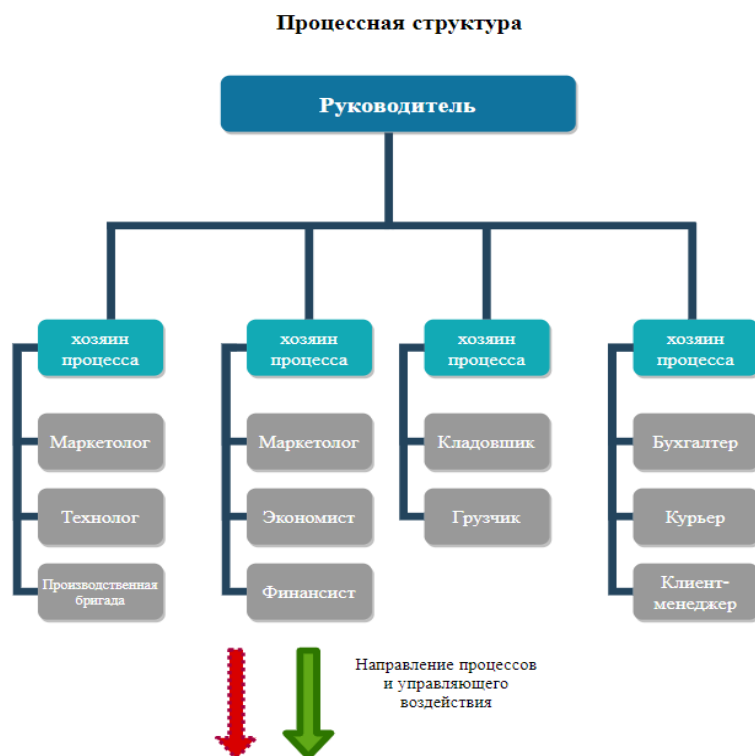 Процессная структура
Руководитель
хозяин
процесса
хозяин
процесса
хозяин
процесса
хозяин
процесса
Маркетолог
Маркетолог
Кладовшик
Бухгалтер
Технолог
Экономист
Грузчик
Курьер
Производственная
бригада
Финансист
Клиент-
менеджер
Направление процессов
и управляющего
воздействия